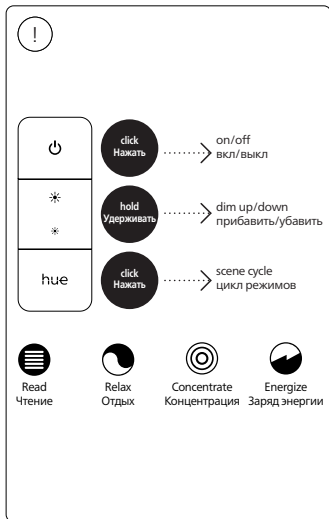 !
click
Нажать
on/off
вкл/выкл
hold
Удерживать
dim up/down
прибавить/убавить
hue
click
Нажать
scene cycle
цикл режимов
Read
Чтение
Relax
Отдых
Concentrate
Концентрация
Energize
Заряд энергии